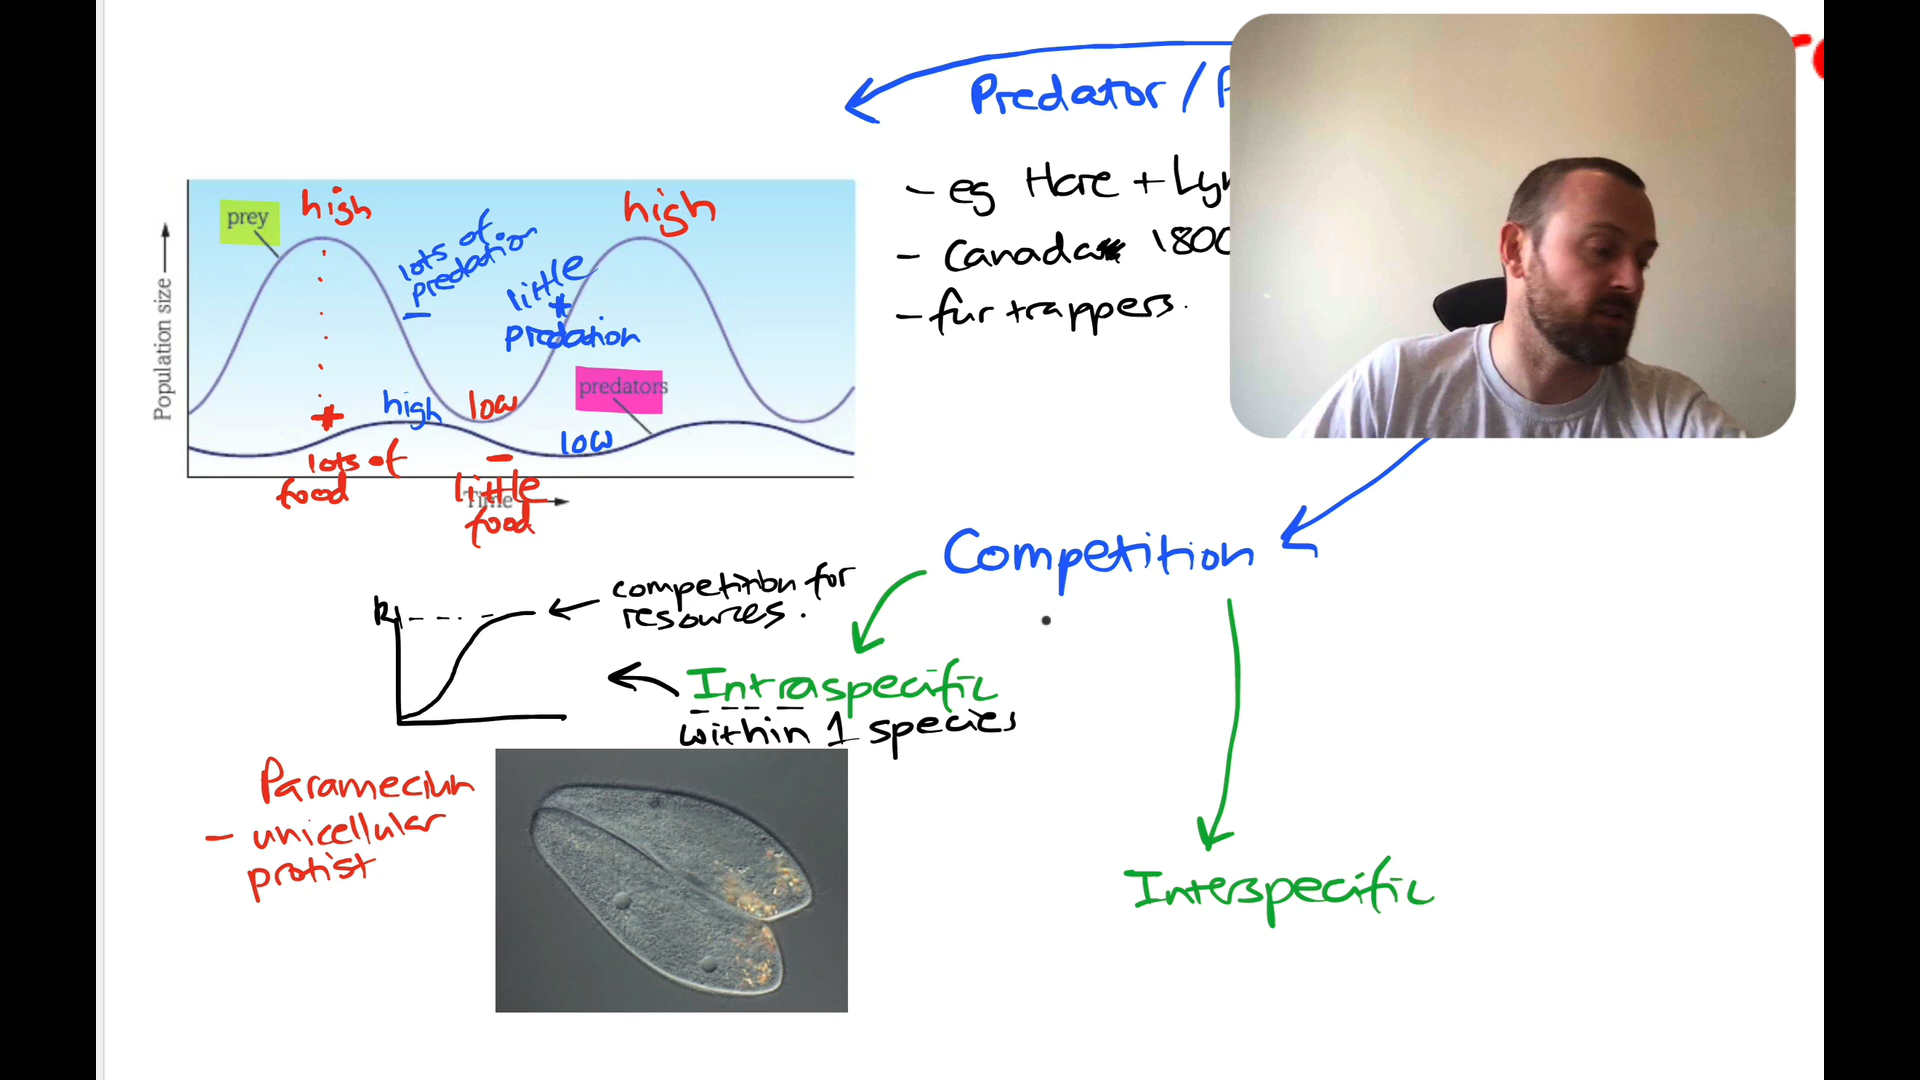 Predator /
- eg Hare +
- Canada 1800
- fur trappers.
prey
high
high
lots of
predation
-
little
+
predation
predators
Population size
+
high
low
low
lots of
food
-
little
food
Time
Competition
competition for
resources.
K
Intraspecific
within 1 species
Paramecium
- unicellular
protist
Interspecific